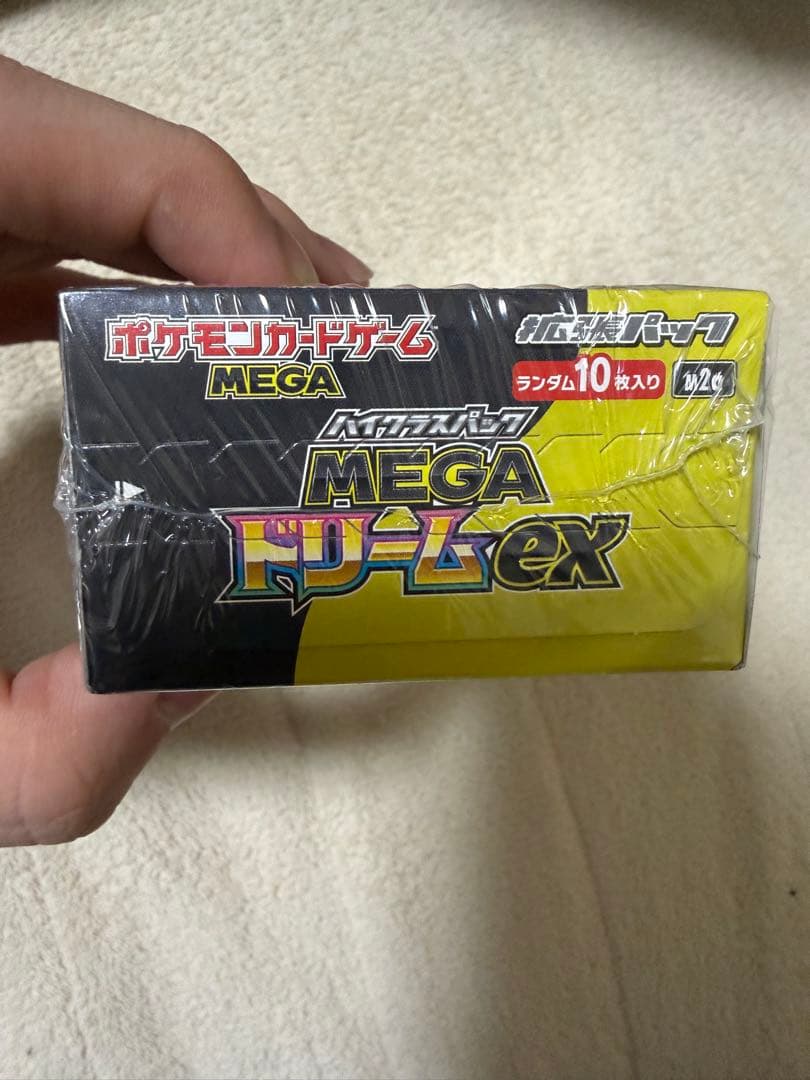 ポケモンカードゲーム
MEGA
拡張パック
ランダム10枚入り
M2a
ハイクラスパック
MEGA
ドリームex